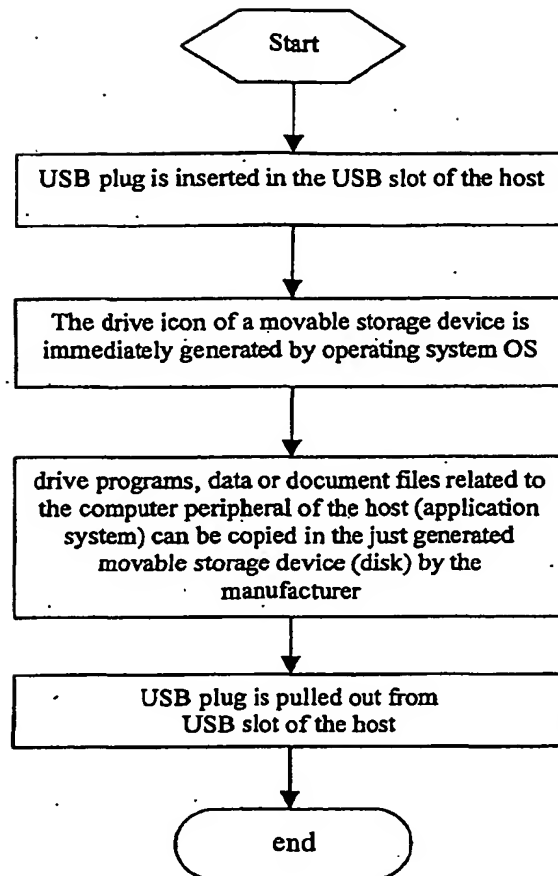 Start
USB plug is inserted in the USB slot of the host
The drive icon of a movable storage device is
immediately generated by operating system OS
drive programs, data or document files related to
the computer peripheral of the host (application
system) can be copied in the just generated
movable storage device (disk) by the
manufacturer
USB plug is pulled out from
USB slot of the host
end